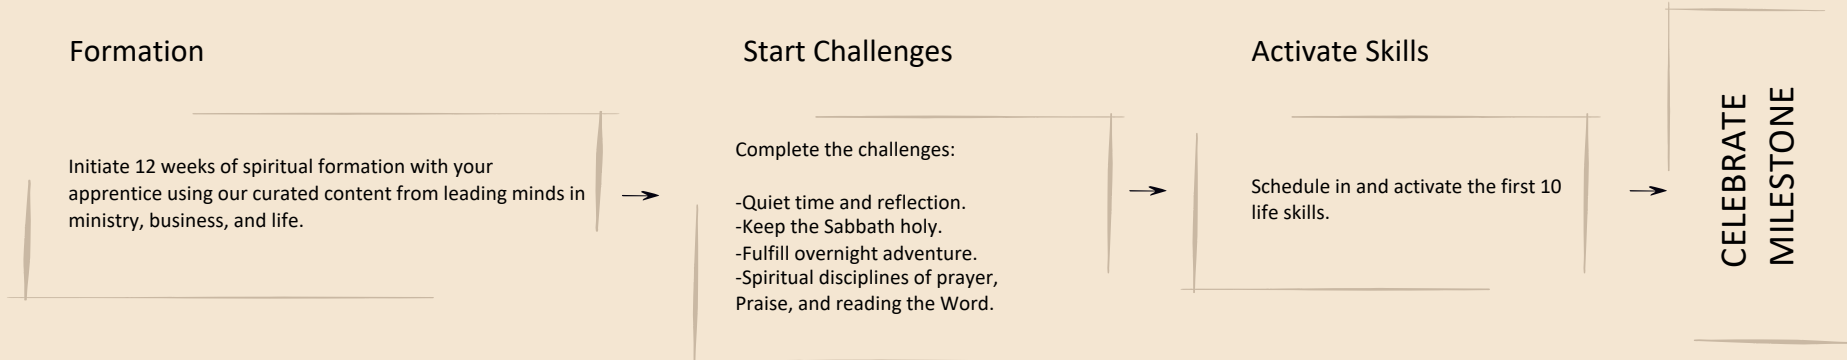 Formation
Initiate 12 weeks of spiritual formation with your
apprentice using our curated content from leading minds in
ministry, business, and life.
Start Challenges
Complete the challenges:
-Quiet time and reflection.
-Keep the Sabbath holy.
-Fulfill overnight adventure.
-Spiritual disciplines of prayer,
Praise, and reading the Word.
Activate Skills
Schedule in and activate the first 10
life skills.
CELEBRATE
MILESTONE